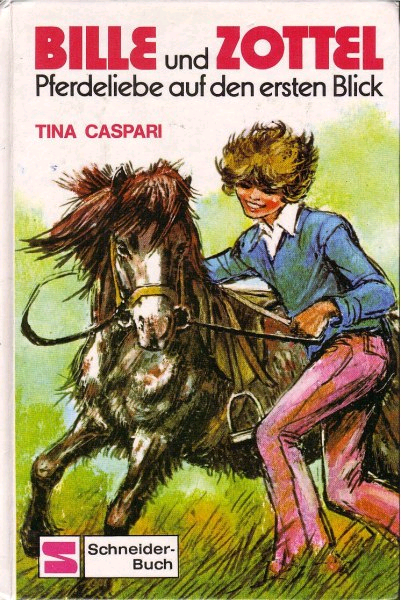 BILLE und ZOTTEL
Pferdeliebe auf den ersten Blick
TINA CASPARI
S
Schneider-
Buch